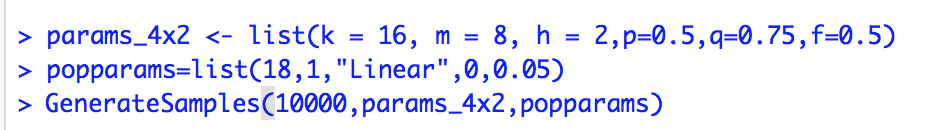 > params_4x2 <- list(k = 16, m = 8, h = 2,p=0.5,q=0.75,f=0.5)
> popparams=list(18,1,"Linear",0,0.05)
> GenerateSamples(10000,params_4x2,popparams)